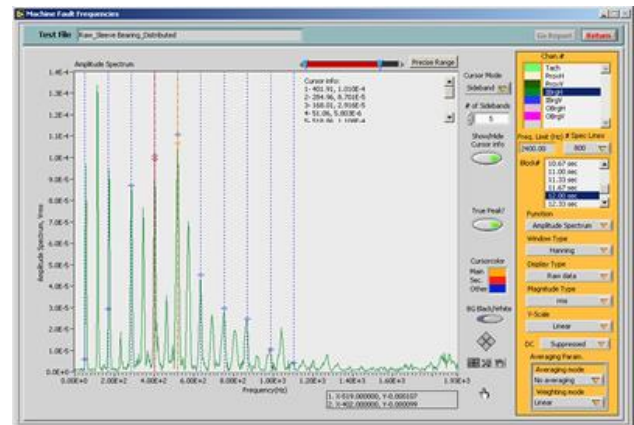 Machine Fault Frequencies
Test File Raw_Sleeve Bearing_Distributed
Go Report Return
Amplitude Spectrum
Precise Range
Cursor info:
1- 401.91, 1.010E-4
2- 284.96, 8.701E-5
3- 168.01, 2.916E-5
4- 51.06, 5.803E-6
Amplitude Spectrum, Vrms
1.4E-4
1.3E-4
1.2E-4
1.1E-4
1.0E-4
9.0E-5
8.0E-5
7.0E-5
6.0E-5
5.0E-5
4.0E-5
3.0E-5
2.0E-5
1.0E-5
0.0E+0
0.00E+0 2.00E+2 4.00E+2 6.00E+2 8.00E+2 1.00E+3 1.20E+3 1.40E+3
Frequency(Hz)
1. X-519.000000, Y-0.000107
2. X-402.000000, Y-0.000099
Cursor Mode
Sideband
# of Sidebands
5
Show/Hide
Cursor info
True Peak?
Cursorcolor
Main
Sec.
Other
BG Black/White
Chan.#
Tach
ProxH
ProxV
IBrgH
IBrgV
OBrgH
OBrgV
Freq. Limit (Hz) # Spec Lines
2400.00 800
Block#
10.67 sec
11.00 sec
11.33 sec
11.67 sec
12.00 sec
12.33 sec
Function
Amplitude Spectrum
Window Type
Hanning
Display Type
Raw data
Magnitude Type
rms
Y-Scale
Linear
DC Suppressed
Averaging Param.
Averaging mode
No averaging
Weighting mode
Linear